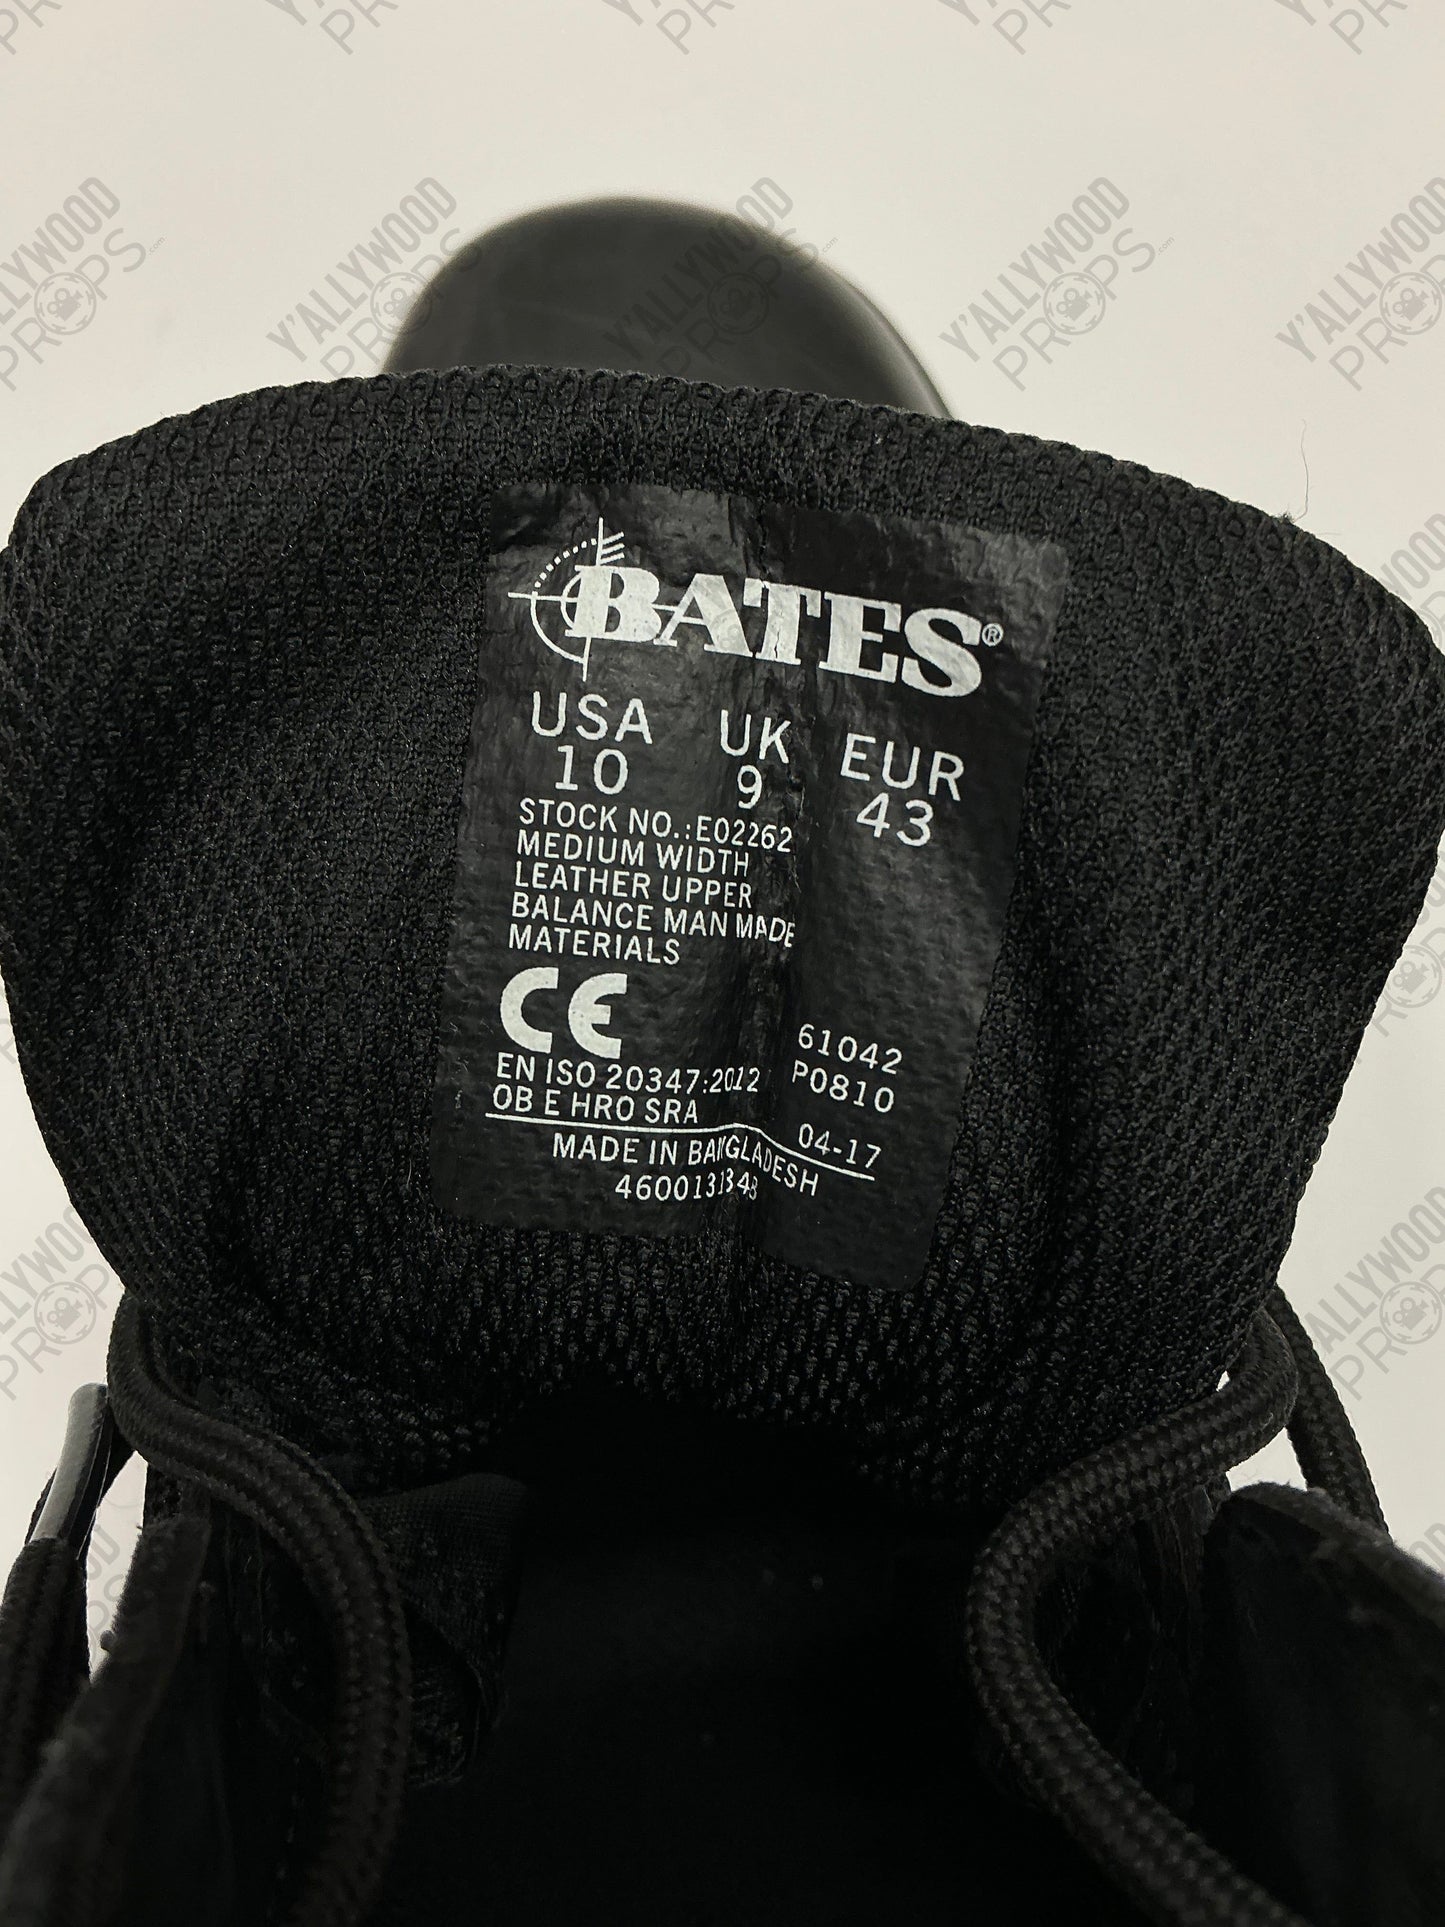 BATES®
USA UK EUR
10 9 43
STOCK NO.:E02262
MEDIUM WIDTH
LEATHER UPPER
BALANCE MAN MADE
MATERIALS
CE
61042
EN ISO 20347:2012 P0810
OB E HRO SRA
04-17
MADE IN BANGLADESH
Y'ALLYWOOD
PROPS.com